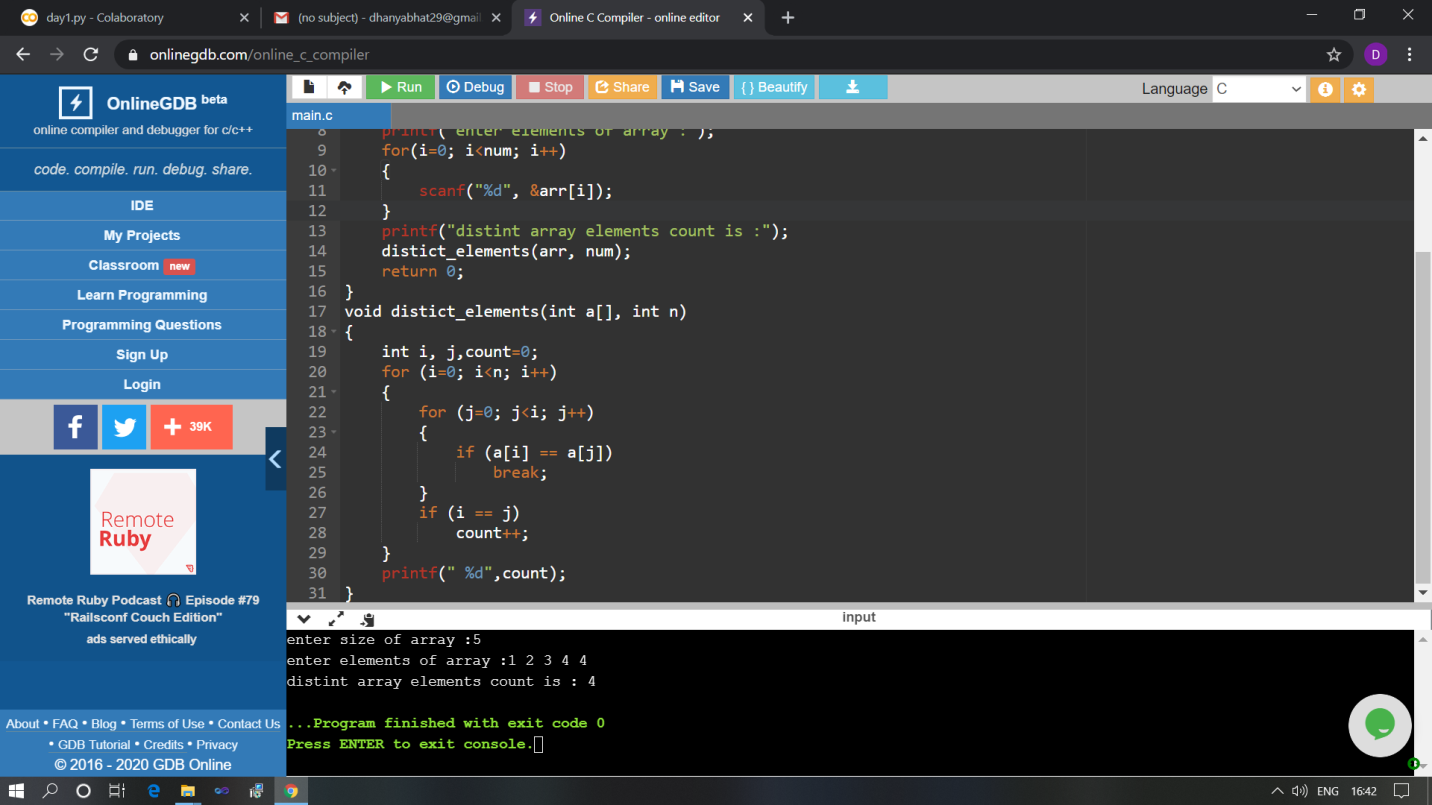 day1.py - Colaboratory
(no subject) - dhanyabhat29@gmai
Online C Compiler - online editor
onlinegdb.com/online_c_compiler
D
OnlineGDB beta
online compiler and debugger for c/c++
code. compile. run. debug. share.
IDE
My Projects
Classroom new
Learn Programming
Programming Questions
Sign Up
Login
39K
Remote
Ruby
Remote Ruby Podcast 🎧 Episode #79
"Railsconf Couch Edition"
ads served ethically
About • FAQ • Blog • Terms of Use • Contact Us
• GDB Tutorial • Credits • Privacy
© 2016 - 2020 GDB Online
Run Debug Stop Share Save { } Beautify Language C
main.c
8 printf("enter elements of array :");
9 for(i=0; i<num; i++)
10 {
11 scanf("%d", &arr[i]);
12 }
13 printf("distint array elements count is :");
14 distict_elements(arr, num);
15 return 0;
16 }
17 void distict_elements(int a[], int n)
18 {
19 int i, j,count=0;
20 for (i=0; i<n; i++)
21 {
22 for (j=0; j<i; j++)
23 {
24 if (a[i] == a[j])
25 break;
26 }
27 if (i == j)
28 count++;
29 }
30 printf(" %d",count);
31 }
input
enter size of array :5
enter elements of array :1 2 3 4 4
distint array elements count is : 4
...Program finished with exit code 0
Press ENTER to exit console.
ENG 16:42